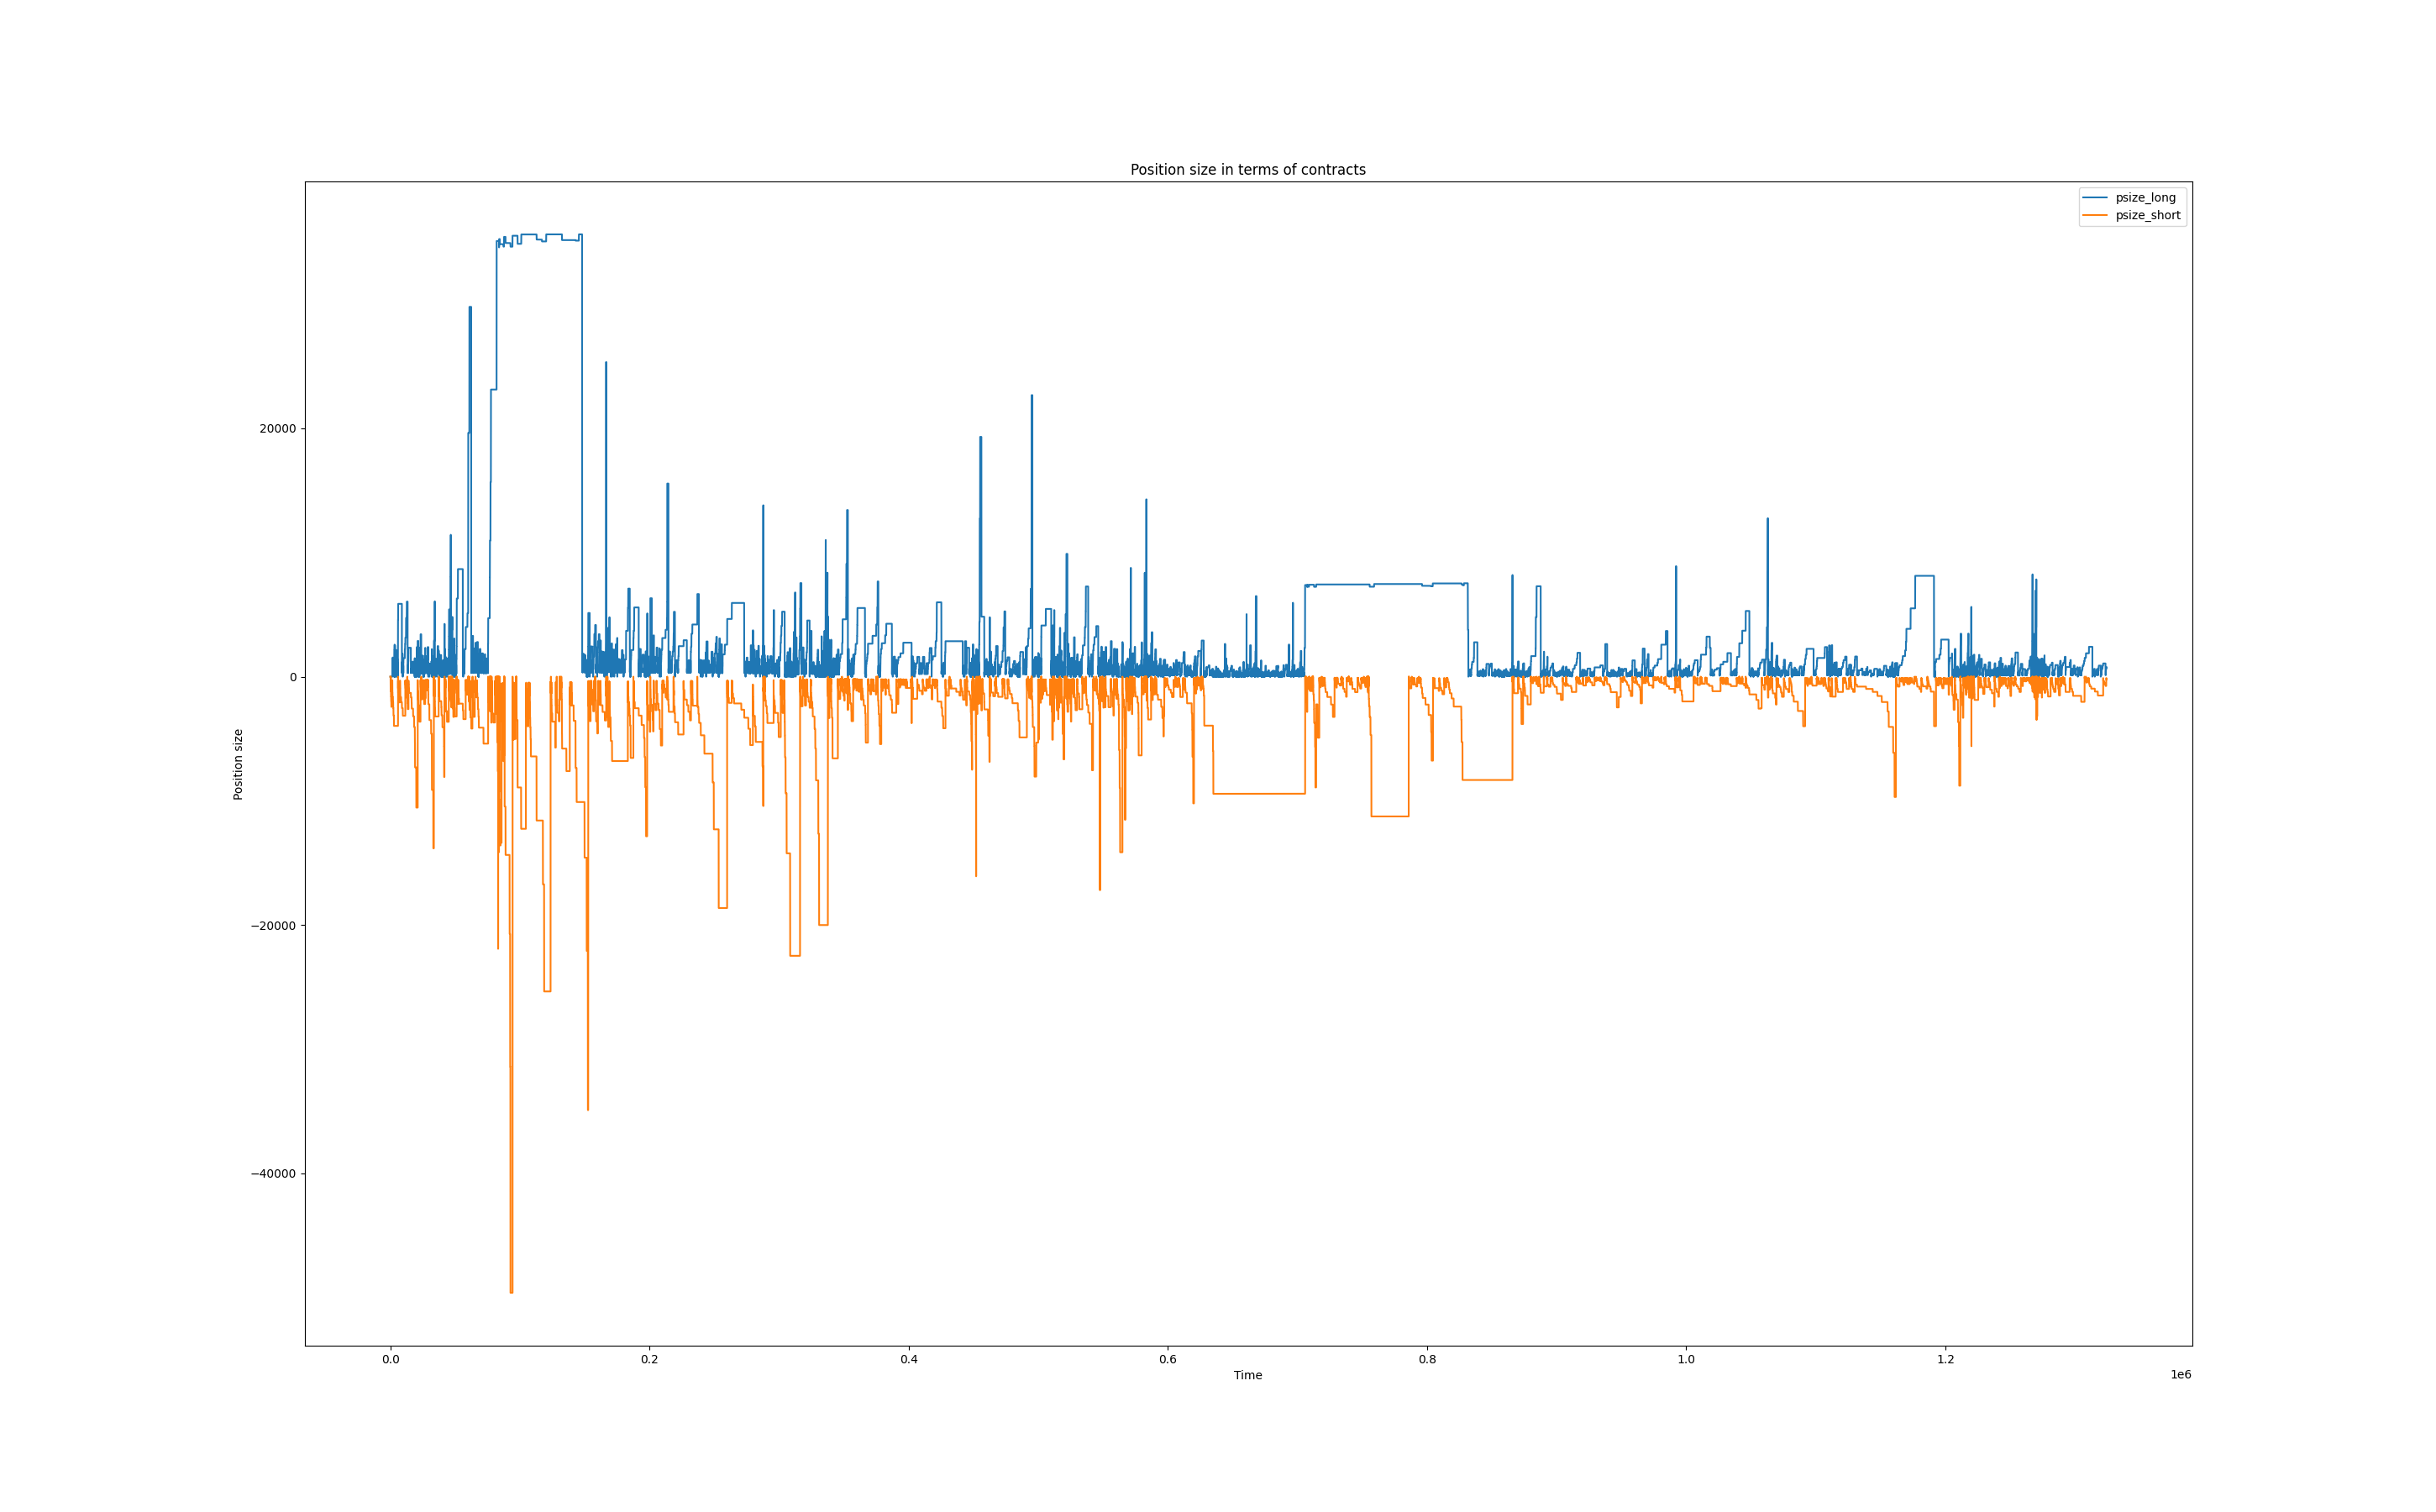 Position size in terms of contracts
psize_long
psize_short
20000
0
−20000
−40000
Position size
0.0
0.2
0.4
0.6
0.8
1.0
1.2
1e6
Time